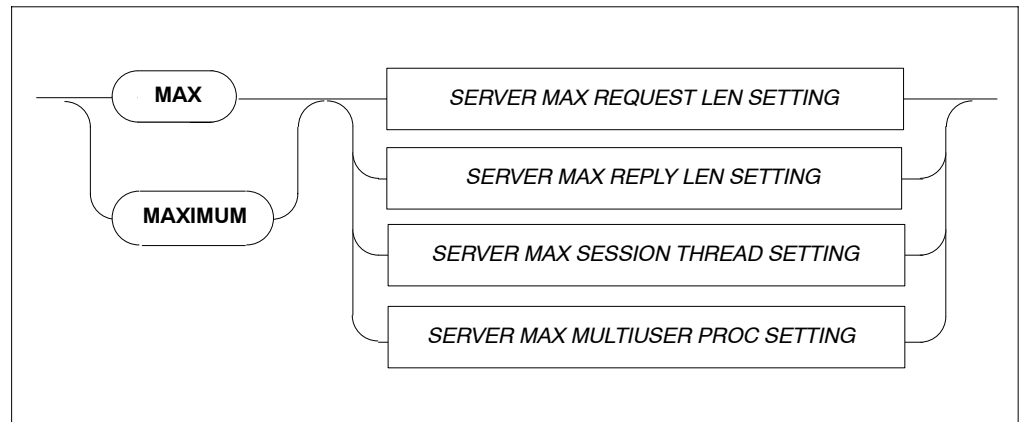 MAX
SERVER MAX REQUEST LEN SETTING
SERVER MAX REPLY LEN SETTING
MAXIMUM
SERVER MAX SESSION THREAD SETTING
SERVER MAX MULTIUSER PROC SETTING